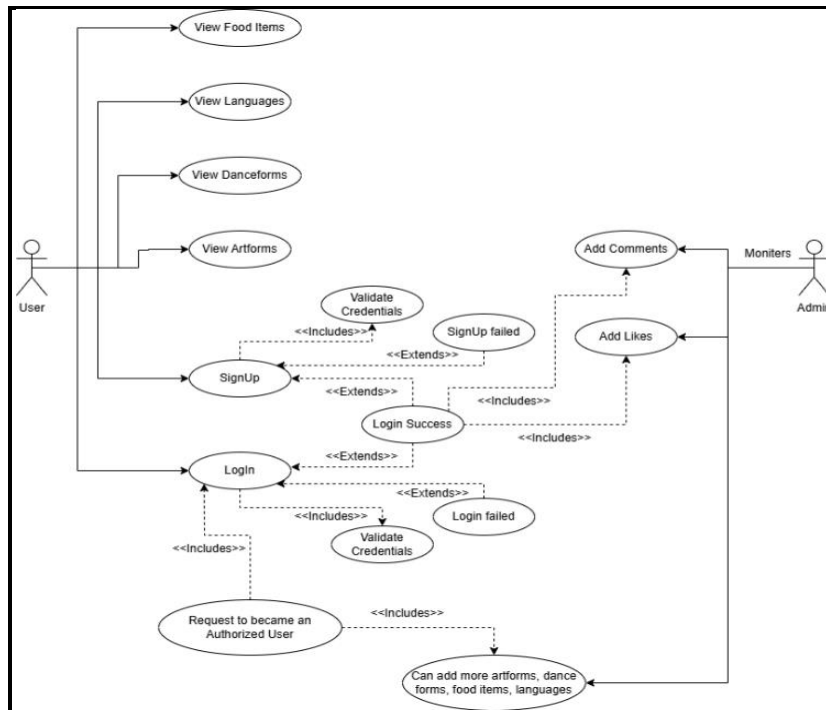 View Food Items
View Languages
View Danceforms
View Artforms
Add Comments
Moniters
User
Admin
Validate
Credentials
<<Includes>>
SignUp failed
Add Likes
<<Extends>>
SignUp
<<Extends>>
<<Includes>>
Login Success
<<Includes>>
<<Extends>>
LogIn
<<Extends>>
<<Includes>>
Login failed
Validate
Credentials
<<Includes>>
Request to became an
Authorized User
<<Includes>>
Can add more artforms, dance
forms, food items, languages